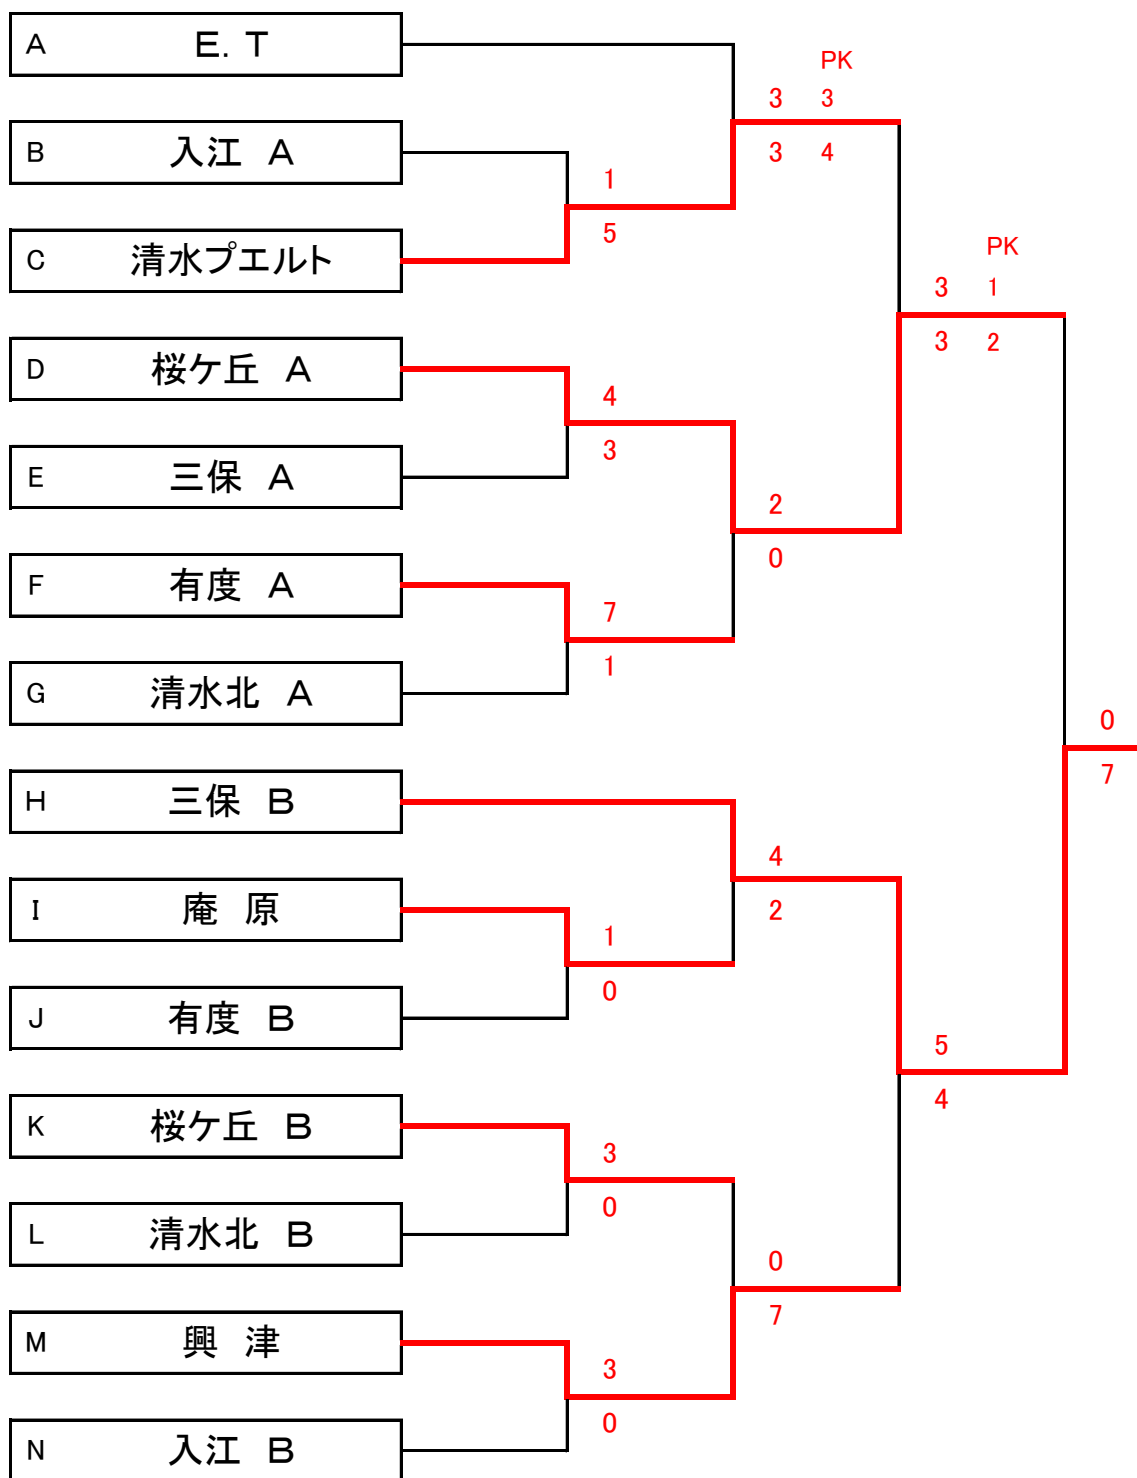 A E．T
PK
3 3
B 入江　A
3 4
1
5
C 清水プエルト
PK
3 1
3 2
D 桜ケ丘　A
4
3
E 三保　A
2
0
F 有度　A
7
1
G 清水北　A
0
7
H 三保　B
4
2
I 庵　原
1
0
J 有度　B
5
4
K 桜ケ丘　B
3
0
L 清水北　B
0
7
M 興　津
3
0
N 入江　B